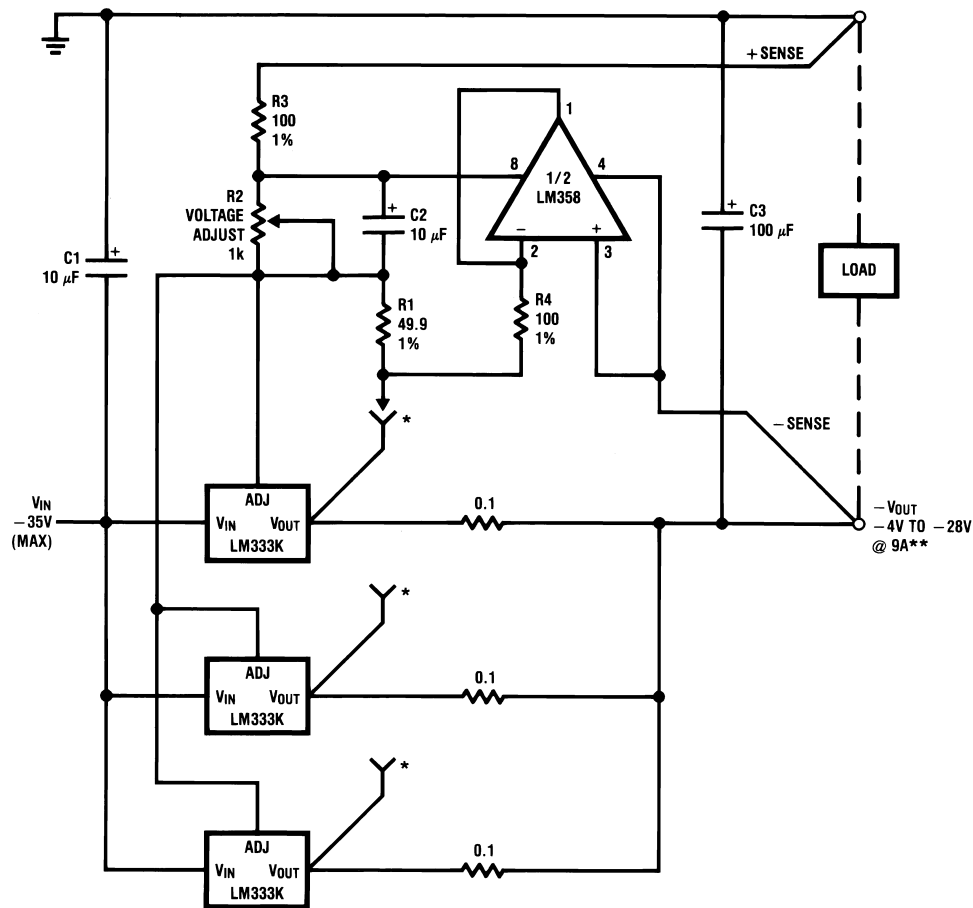 + SENSE
R3
100
1%
1
8
4
1/2
LM358
R2
VOLTAGE
ADJUST
1k
+
C2
10 μF
−
+
2
3
+
C3
100 μF
+
C1
10 μF
LOAD
R1
49.9
1%
R4
100
1%
*
− SENSE
VIN
−35V
(MAX)
ADJ
VIN VOUT
LM333K
0.1
−VOUT
−4V TO −28V
@ 9A**
*
ADJ
VIN VOUT
LM333K
0.1
*
ADJ
VIN VOUT
LM333K
0.1